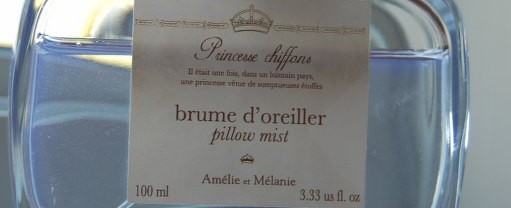 Princesse chiffons
Il était une fois, dans un lointain pays,
une princesse vêtue de somptueuses étoffes
brume d'oreiller
pillow mist
Amélie et Mélanie
100 ml 3.33 us fl. oz